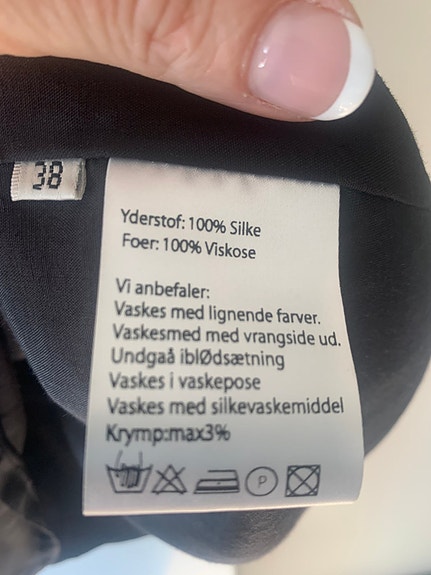 38
Yderstof: 100% Silke
Foer: 100% Viskose
Vi anbefaler:
Vaskes med lignende farver.
Vaskesmed med vrangside ud.
Undgaå iblØdsætning
Vaskes i vaskepose
Vaskes med silkevaskemiddel
Krymp:max3%
P